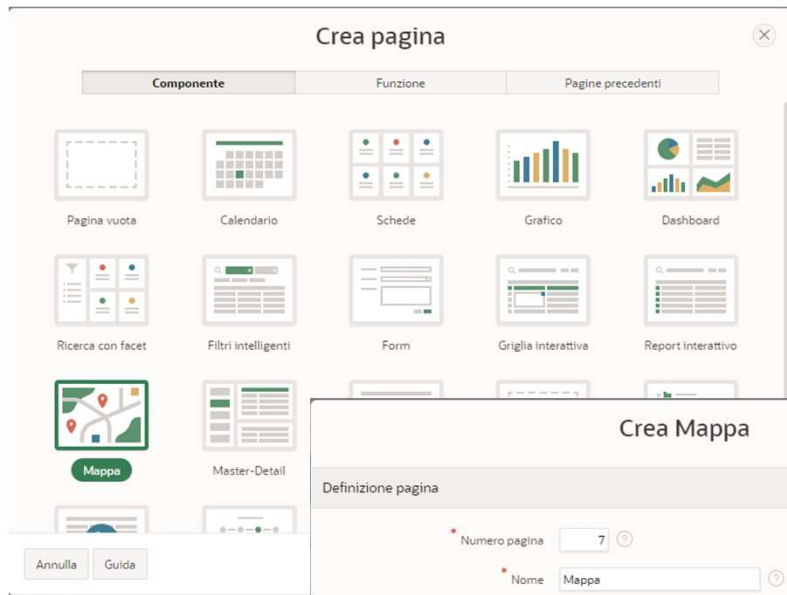 Crea pagina
Componente Funzione Pagine precedenti
Pagina vuota Calendario Schede Grafico Dashboard
Ricerca con facet Filtri intelligenti Form Griglia interattiva Report interattivo
Mappa Master-Detail
Annulla Guida
Crea Mappa
Definizione pagina
* Numero pagina 7 ?
* Nome Mappa ?